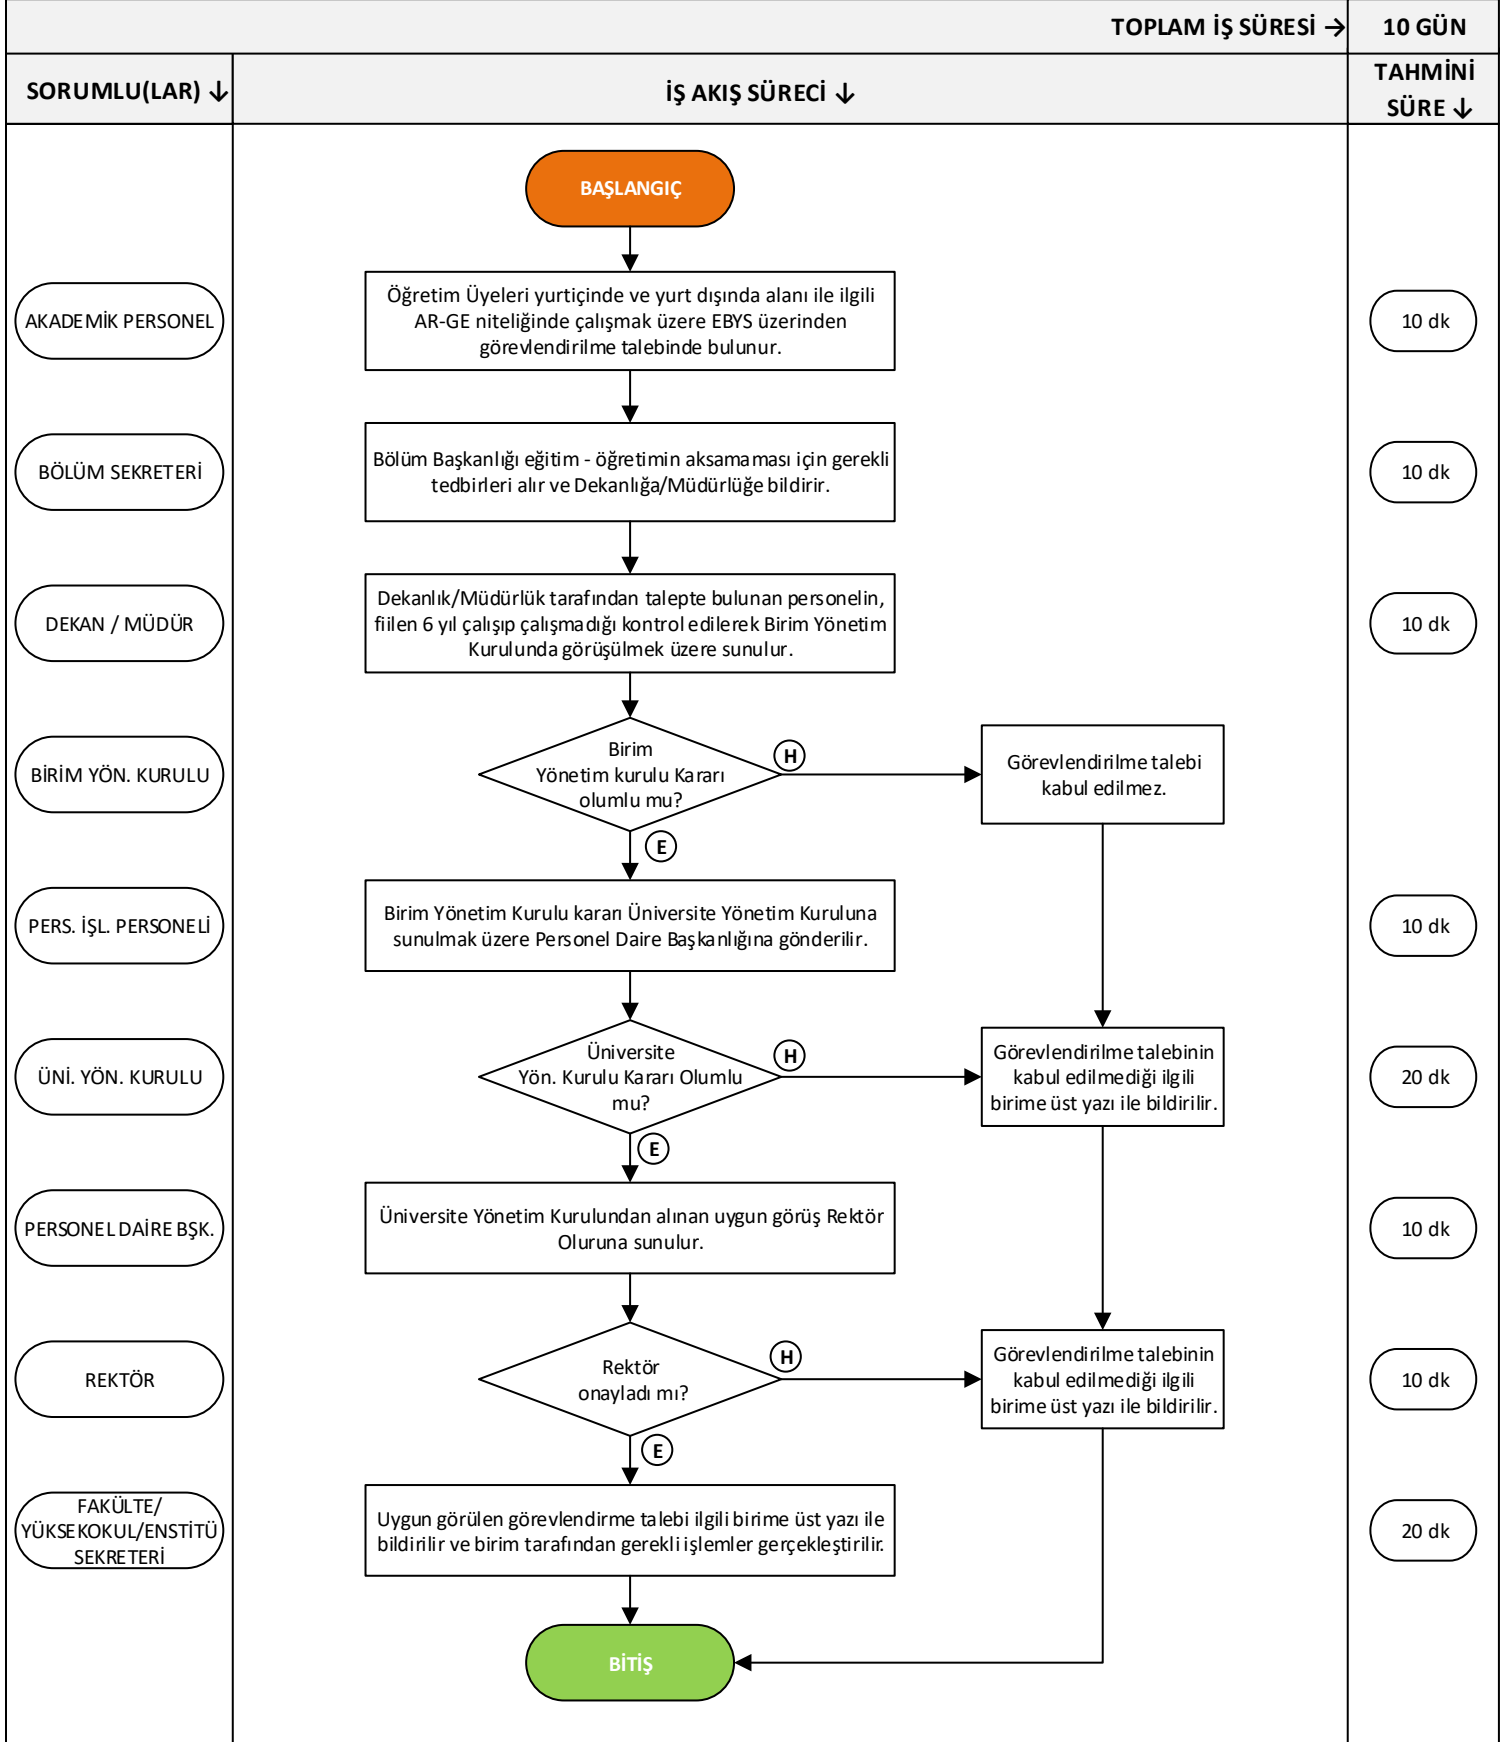 TOPLAM İŞ SÜRESİ →
10 GÜN
SORUMLU(LAR) ↓
İŞ AKIŞ SÜRECİ ↓
TAHMİNİ
SÜRE ↓
BAŞLANGIÇ
AKADEMİK PERSONEL
Öğretim Üyeleri yurtiçinde ve yurt dışında alanı ile ilgili
AR-GE niteliğinde çalışmak üzere EBYS üzerinden
görevlendirilme talebinde bulunur.
10 dk
BÖLÜM SEKRETERİ
Bölüm Başkanlığı eğitim - öğretimin aksamaması için gerekli
tedbirleri alır ve Dekanlığa/Müdürlüğe bildirir.
10 dk
DEKAN / MÜDÜR
Dekanlık/Müdürlük tarafından talepte bulunan personelin,
fiilen 6 yıl çalışıp çalışmadığı kontrol edilerek Birim Yönetim
Kurulunda görüşülmek üzere sunulur.
10 dk
BİRİM YÖN. KURULU
Birim
Yönetim kurulu Kararı
olumlu mu?
H
Görevlendirilme talebi
kabul edilmez.
E
PERS. İŞL. PERSONELİ
Birim Yönetim Kurulu kararı Üniversite Yönetim Kuruluna
sunulmak üzere Personel Daire Başkanlığına gönderilir.
10 dk
ÜNİ. YÖN. KURULU
Üniversite
Yön. Kurulu Kararı Olumlu
mu?
H
Görevlendirilme talebinin
kabul edilmediği ilgili
birime üst yazı ile bildirilir.
20 dk
E
PERSONEL DAİRE BŞK.
Üniversite Yönetim Kurulundan alınan uygun görüş Rektör
Oluruna sunulur.
10 dk
REKTÖR
Rektör
onayladı mı?
H
Görevlendirilme talebinin
kabul edilmediği ilgili
birime üst yazı ile bildirilir.
10 dk
E
FAKÜLTE/
YÜKSEKOKUL/ENSTİTÜ
SEKRETERİ
Uygun görülen görevlendirme talebi ilgili birime üst yazı ile
bildirilir ve birim tarafından gerekli işlemler gerçekleştirilir.
20 dk
BİTİŞ